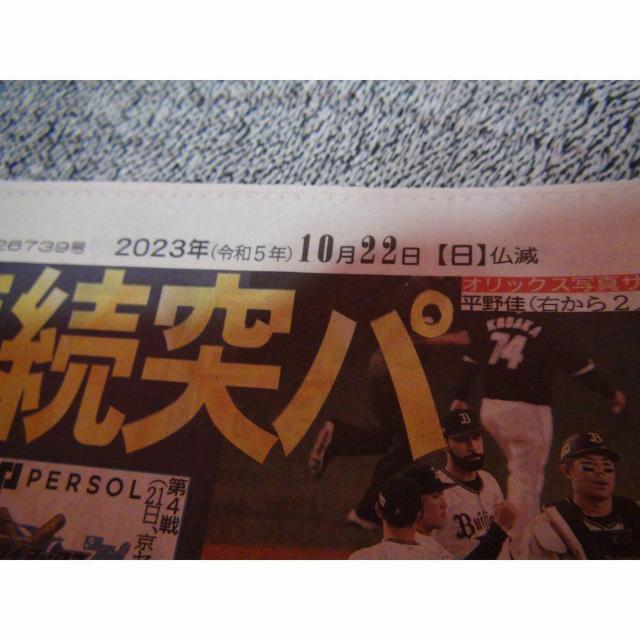 26739号 2023年(令和5年)10月22日【日】仏滅
オリックス写真
平野佳(右から2
続突パ
KOSAKA
74
PERSOL
第4戦
(21日、京セ